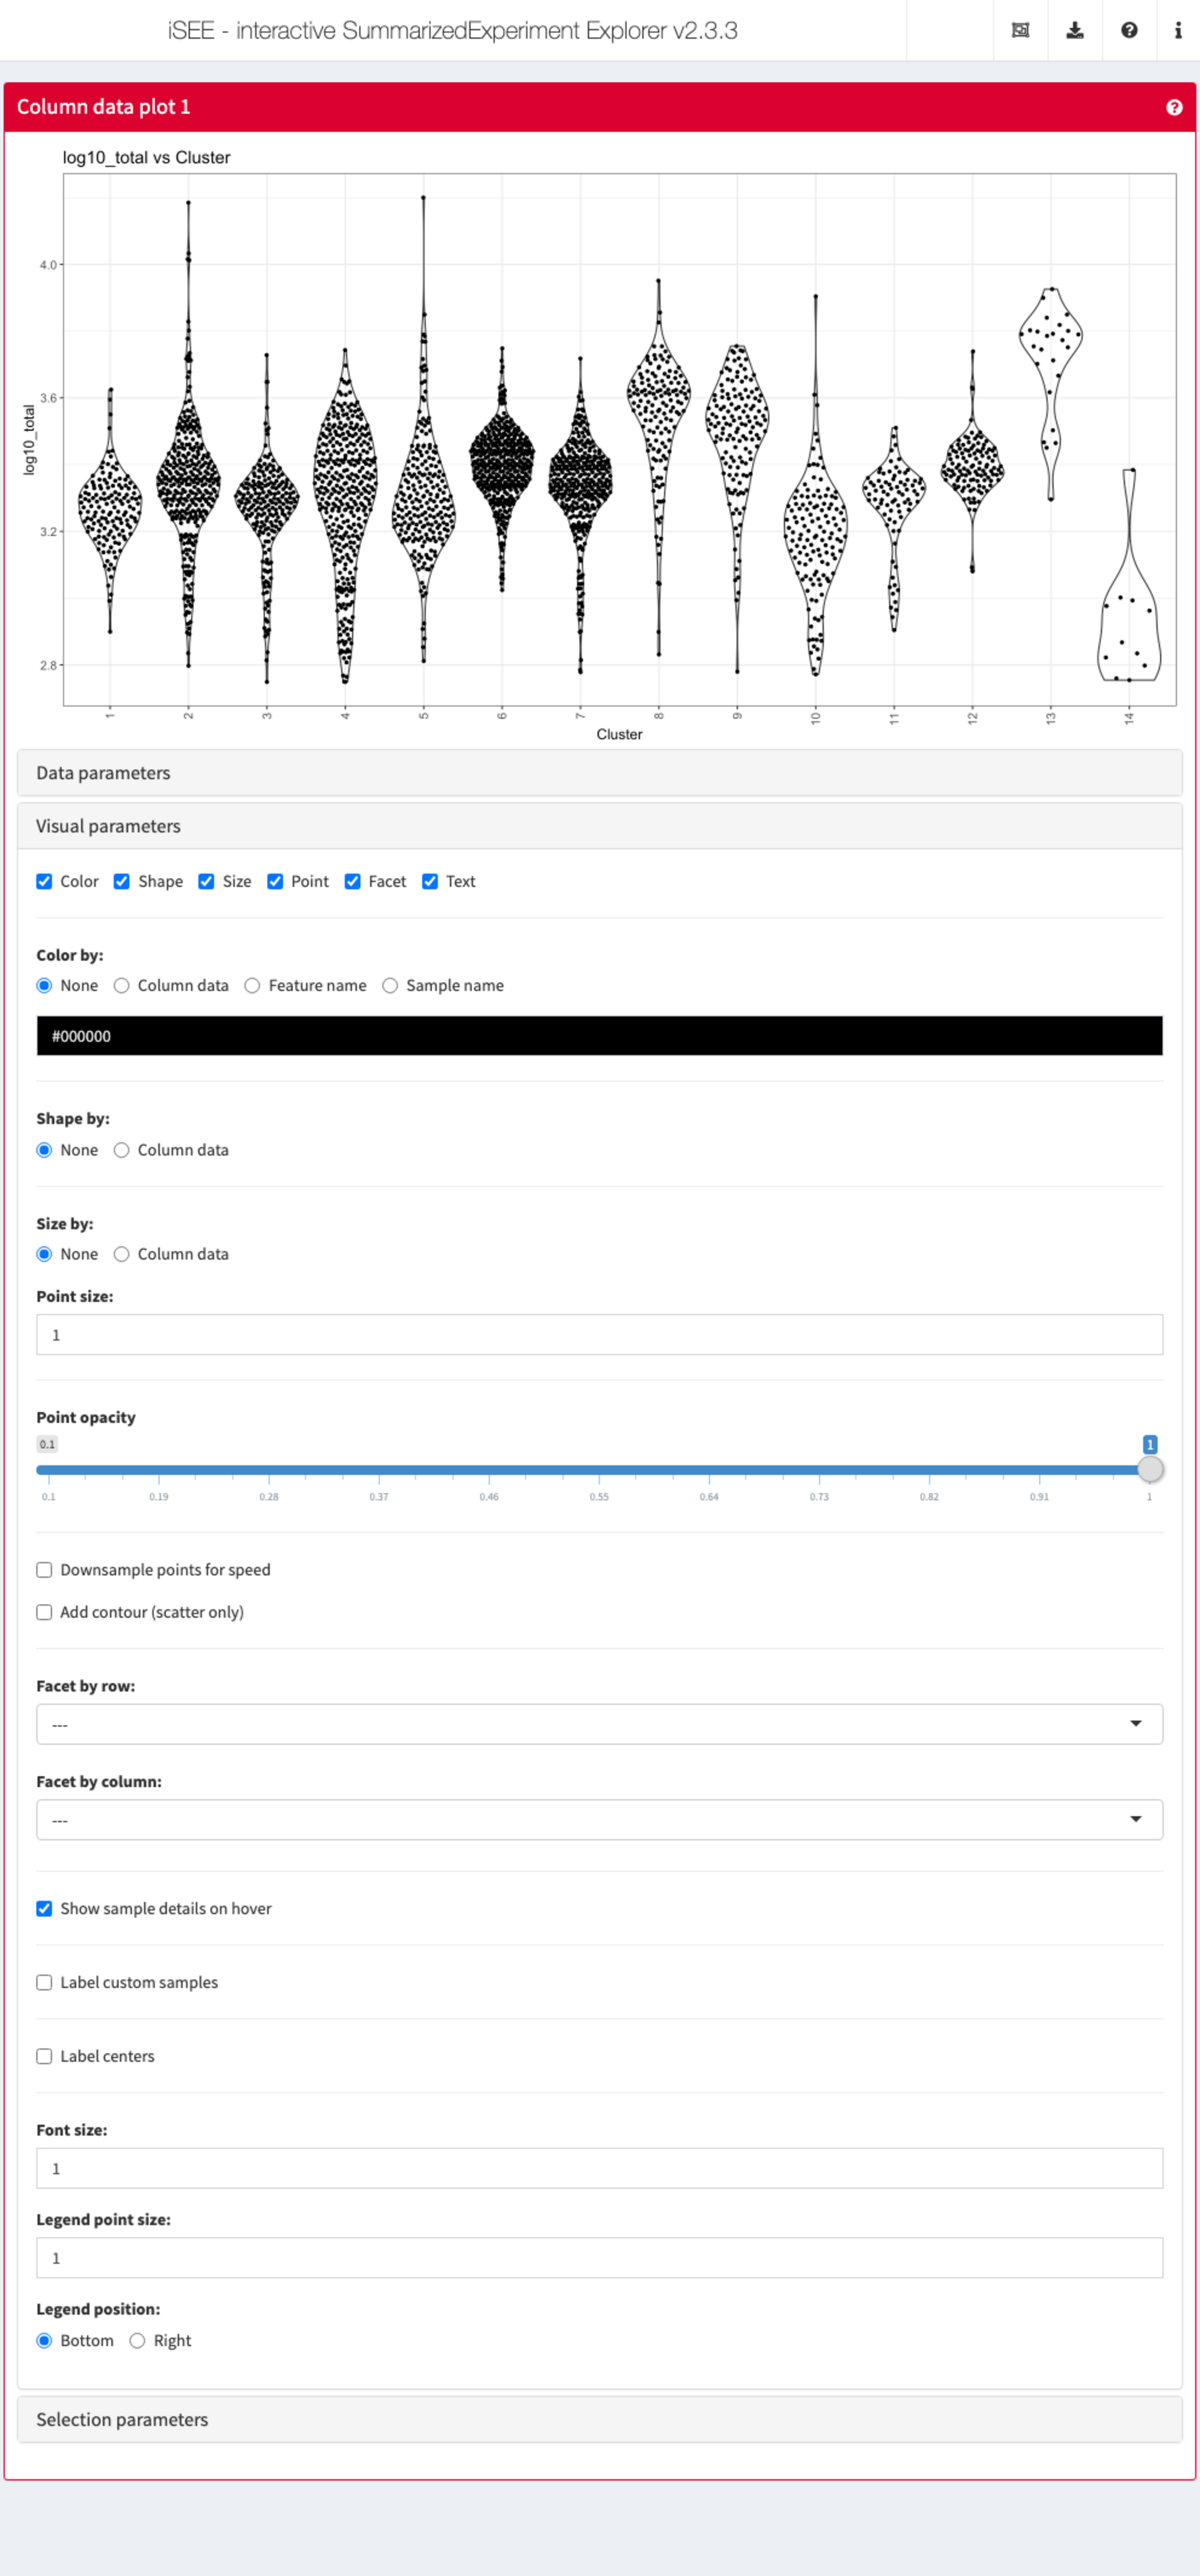 iSEE - interactive SummarizedExperiment Explorer v2.3.3
Column data plot 1
log10_total vs Cluster
4.0
3.6
3.2
2.8
log10_total
1 2 3 4 5 6 7 8 9 10 11 12 13 14
Cluster
Data parameters
Visual parameters
Color Shape Size Point Facet Text
Color by:
None Column data Feature name Sample name
#000000
Shape by:
None Column data
Size by:
None Column data
Point size:
1
Point opacity
0.1 1
0.1 0.19 0.28 0.37 0.46 0.55 0.64 0.73 0.82 0.91 1
Downsample points for speed
Add contour (scatter only)
Facet by row:
---
Facet by column:
---
Show sample details on hover
Label custom samples
Label centers
Font size:
1
Legend point size:
1
Legend position:
Bottom Right
Selection parameters